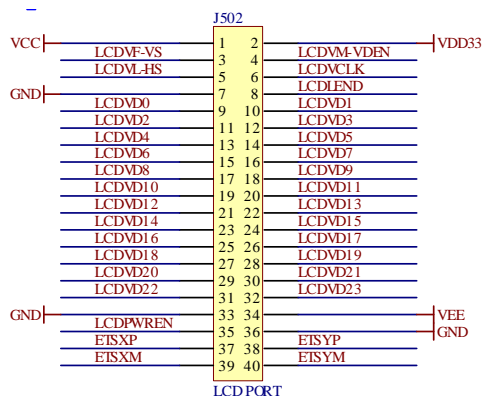 J502
VCC 1 2 VDD33
LCDVF-VS 3 4 LCDVM-VDEN
LCDVL-HS 5 6 LCDVCLK
GND 7 8 LCDLEND
LCDVD0 9 10 LCDVD1
LCDVD2 11 12 LCDVD3
LCDVD4 13 14 LCDVD5
LCDVD6 15 16 LCDVD7
LCDVD8 17 18 LCDVD9
LCDVD10 19 20 LCDVD11
LCDVD12 21 22 LCDVD13
LCDVD14 23 24 LCDVD15
LCDVD16 25 26 LCDVD17
LCDVD18 27 28 LCDVD19
LCDVD20 29 30 LCDVD21
LCDVD22 31 32 LCDVD23
GND 33 34 VEE
LCDPWREN 35 36 GND
ETSXP 37 38 ETSYP
ETSXM 39 40 ETSYM
LCD PORT